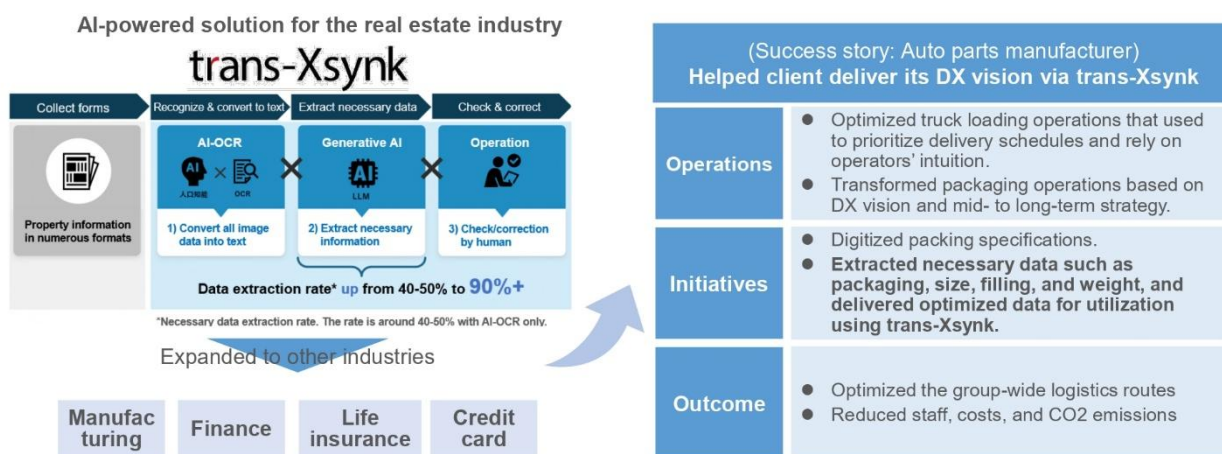 AI-powered solution for the real estate industry
trans-Xsynk
Collect forms
Recognize & convert to text
Extract necessary data
Check & correct
Property information
in numerous formats
AI-OCR
AI
×
人口知能
OCR
1) Convert all image
data into text
×
Generative AI
AI
LLM
2) Extract necessary
information
×
Operation
3) Check/correction
by human
Data extraction rate* up from 40-50% to 90%+
*Necessary data extraction rate. The rate is around 40-50% with AI-OCR only.
Expanded to other industries
Manufac
turing
Finance
Life
insurance
Credit
card
(Success story: Auto parts manufacturer)
Helped client deliver its DX vision via trans-Xsynk
Operations
● Optimized truck loading operations that used
to prioritize delivery schedules and rely on
operators' intuition.
● Transformed packaging operations based on
DX vision and mid- to long-term strategy.
Initiatives
● Digitized packing specifications.
● Extracted necessary data such as
packaging, size, filling, and weight, and
delivered optimized data for utilization
using trans-Xsynk.
Outcome
● Optimized the group-wide logistics routes
● Reduced staff, costs, and CO2 emissions